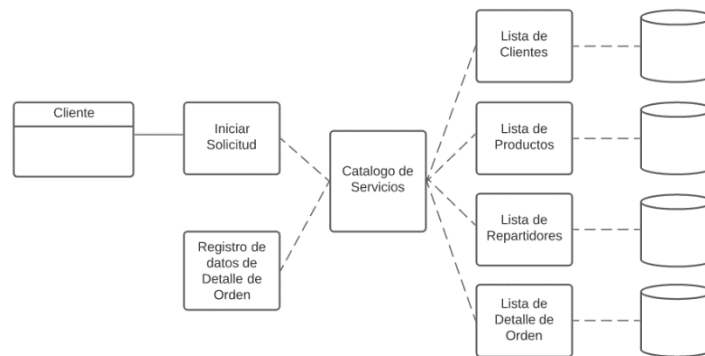 Cliente
Iniciar
Solicitud
Registro de
datos de
Detalle de
Orden
Catalogo de
Servicios
Lista de
Clientes
Lista de
Productos
Lista de
Repartidores
Lista de
Detalle de
Orden